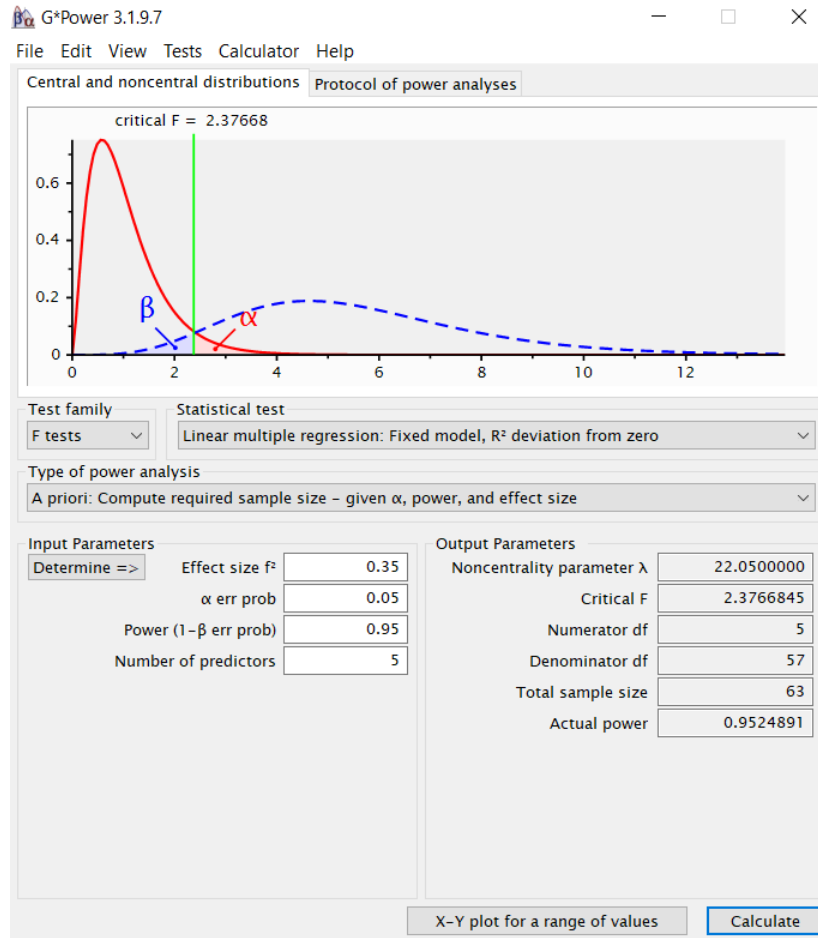 βα G*Power 3.1.9.7
File Edit View Tests Calculator Help
Central and noncentral distributions Protocol of power analyses
critical F = 2.37668
0.6
0.4
0.2
β α
0
0 2 4 6 8 10 12
Test family Statistical test
F tests Linear multiple regression: Fixed model, R² deviation from zero
Type of power analysis
A priori: Compute required sample size – given α, power, and effect size
Input Parameters Output Parameters
Determine => Effect size f² 0.35 Noncentrality parameter λ 22.0500000
α err prob 0.05 Critical F 2.3766845
Power (1-β err prob) 0.95 Numerator df 5
Number of predictors 5 Denominator df 57
Total sample size 63
Actual power 0.9524891
X-Y plot for a range of values Calculate